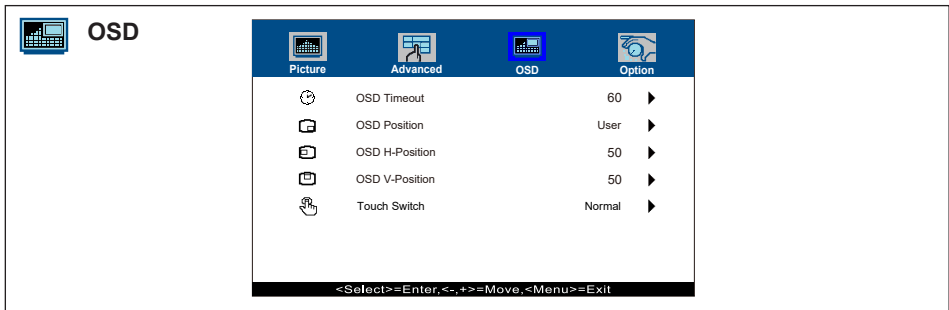 OSD
Picture Advanced OSD Option
OSD Timeout 60
OSD Position User
OSD H-Position 50
OSD V-Position 50
Touch Switch Normal
<Select>=Enter,<-,+>=Move,<Menu>=Exit